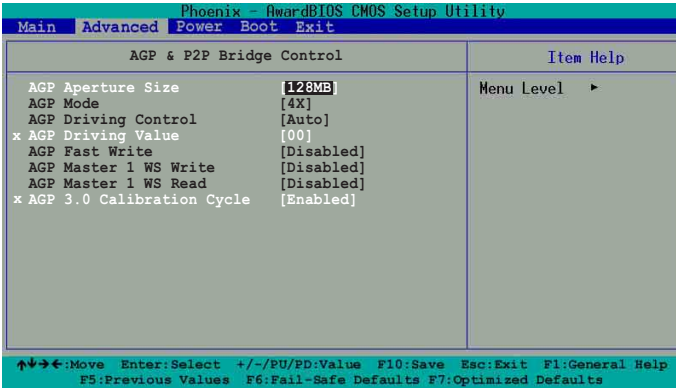 Phoenix - AwardBIOS CMOS Setup Utility
Main Advanced Power Boot Exit
AGP & P2P Bridge Control
Item Help
AGP Aperture Size [128MB]
Menu Level ►
AGP Mode [4X]
AGP Driving Control [Auto]
x AGP Driving Value [00]
AGP Fast Write [Disabled]
AGP Master 1 WS Write [Disabled]
AGP Master 1 WS Read [Disabled]
x AGP 3.0 Calibration Cycle [Enabled]
↑↓→←:Move Enter:Select +/-/PU/PD:Value F10:Save Esc:Exit F1:General Help
F5:Previous Values F6:Fail-Safe Defaults F7:Optimized Defaults